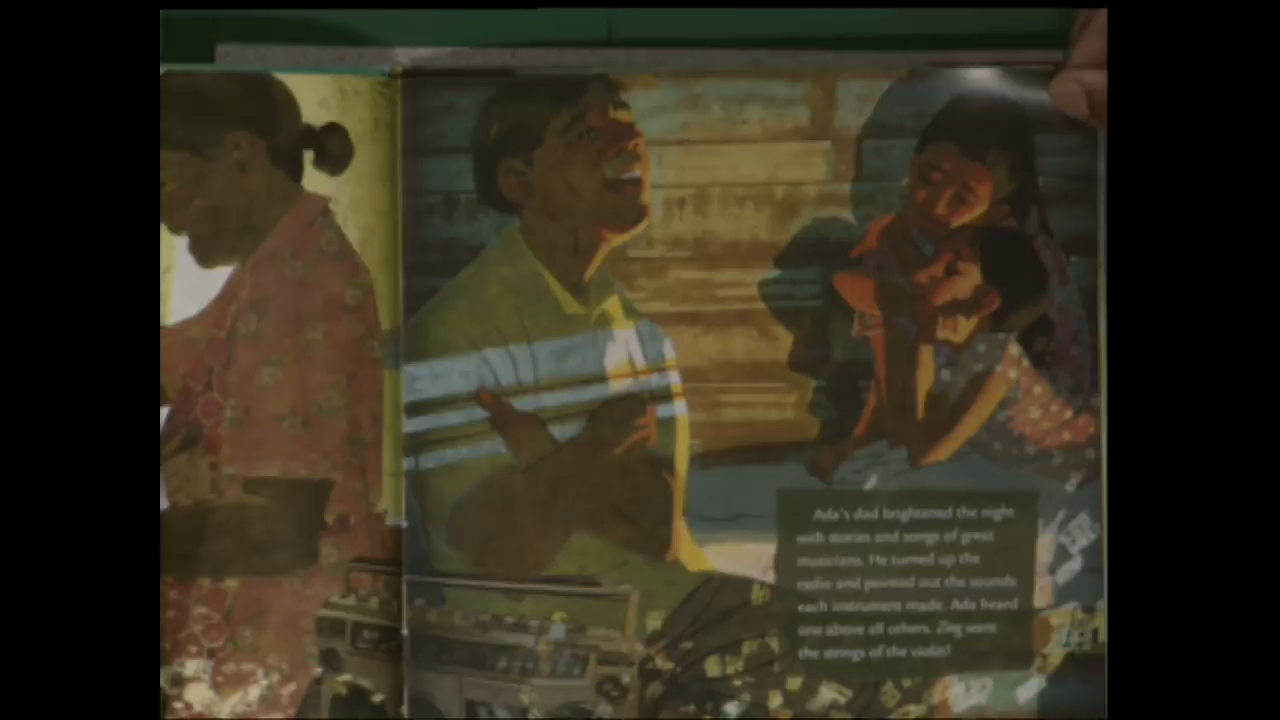 Ada's dad brightened the night
with stories and songs of great
musicians. He turned up the
radio and pointed out the sounds
each instrument made. Ada heard
one above all others. Zing went
the strings of the violin!